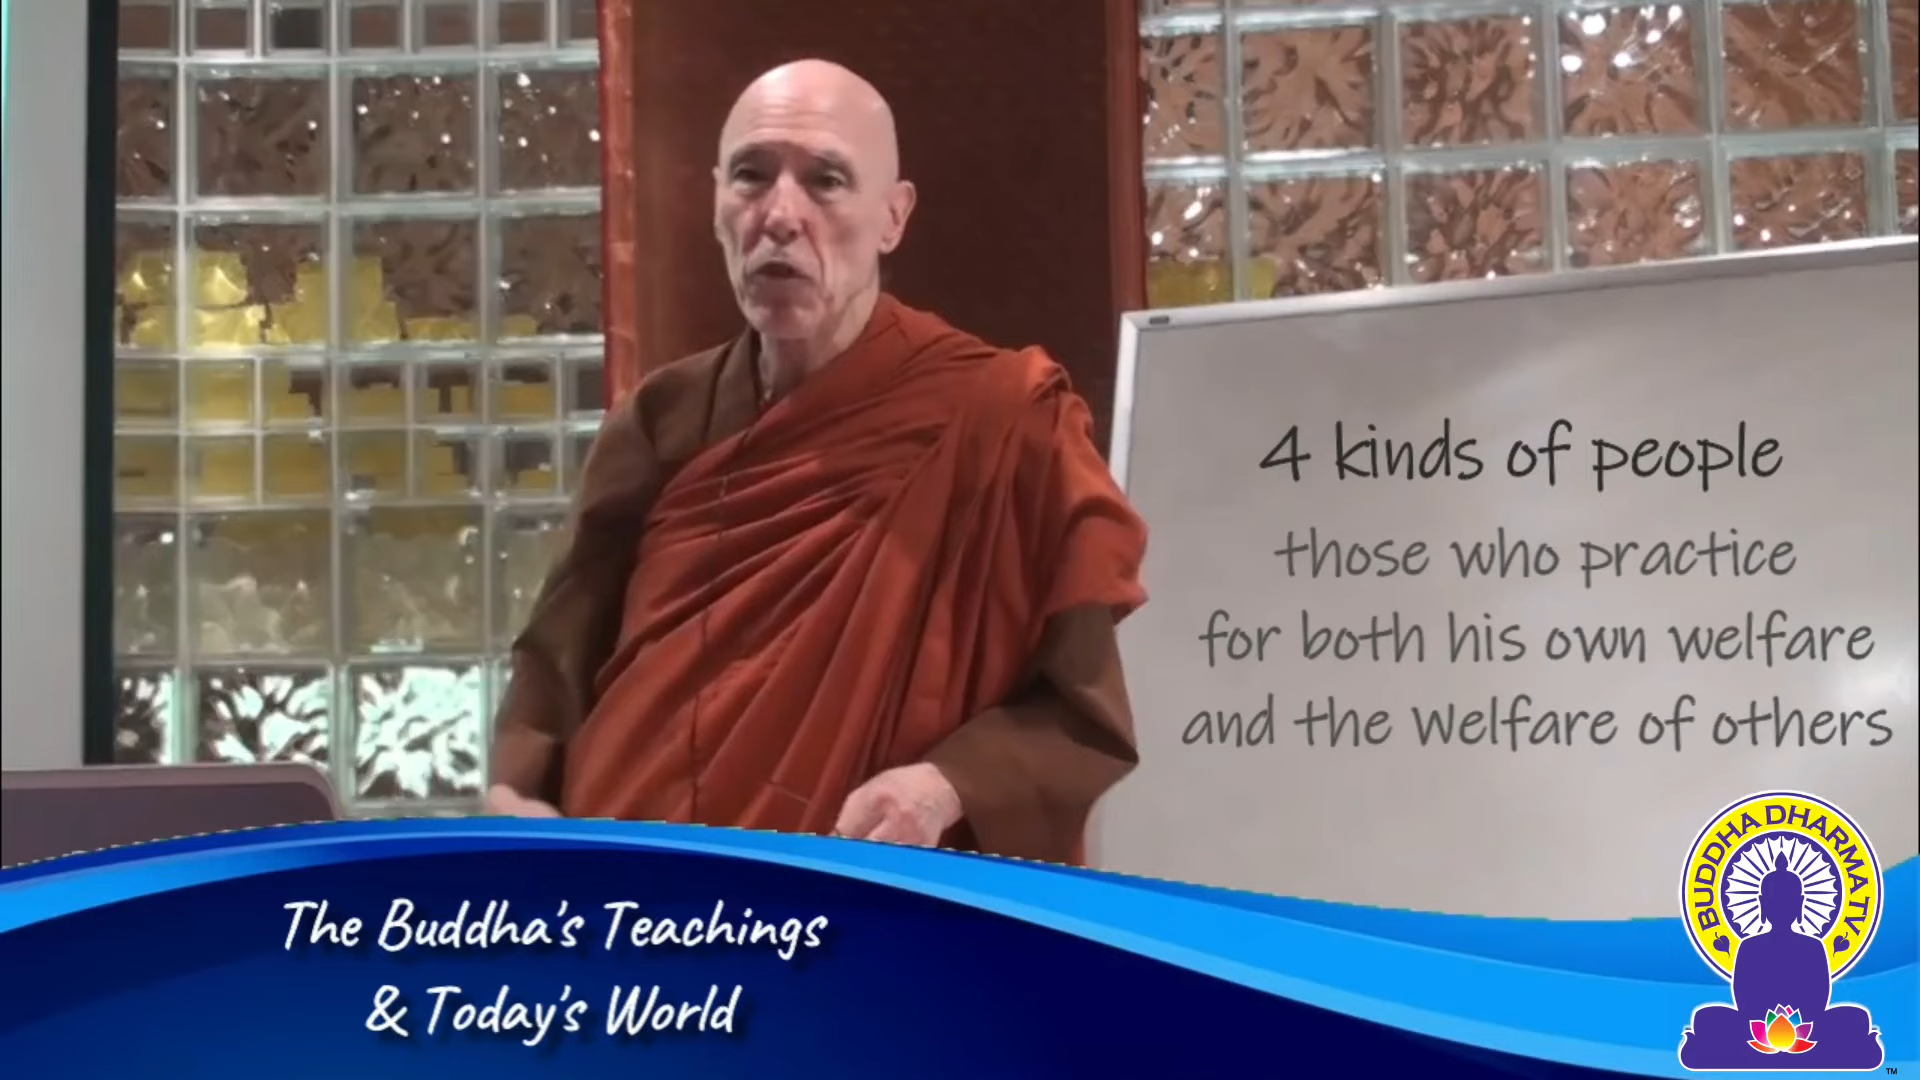 4 kinds of people
those who practice
for both his own welfare
and the Welfare of others
The Buddha's Teachings
& Today's World
BUDDHA DHARMA TV
TM